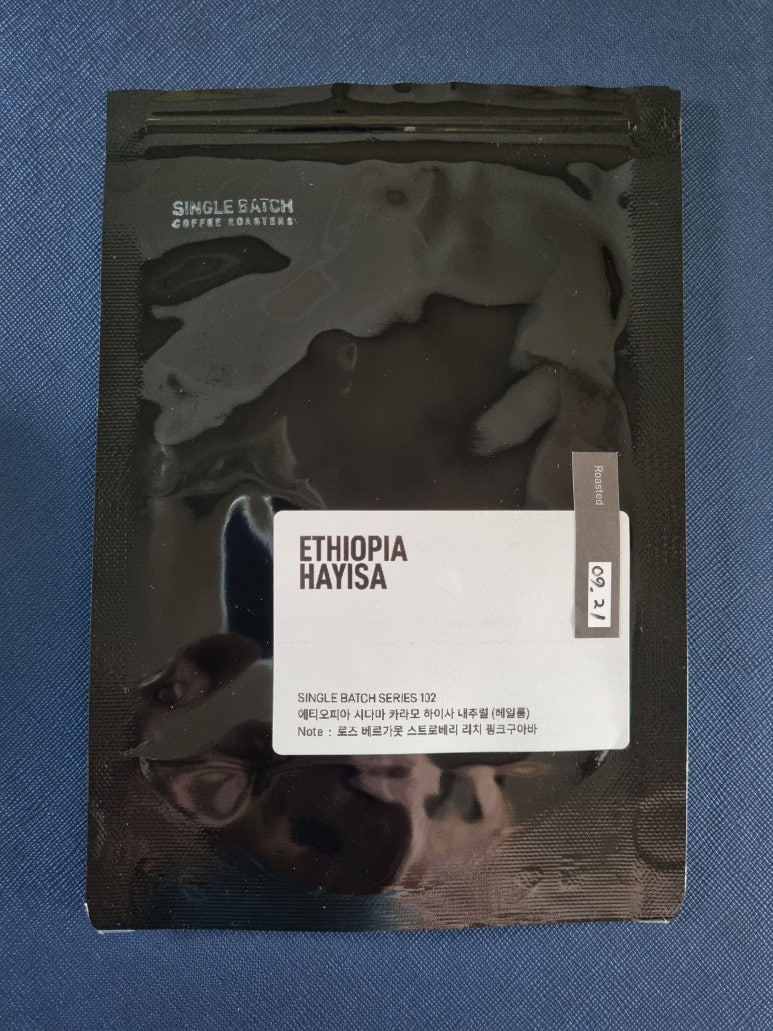 SINGLE BATCH
COFFEE ROASTERS
Roasted
09.21
ETHIOPIA
HAYISA
SINGLE BATCH SERIES 102
에티오피아 시다마 카라모 하이사 내추럴 (헤일룸)
Note : 로즈 베르가못 스트로베리 리치 핑크구아바